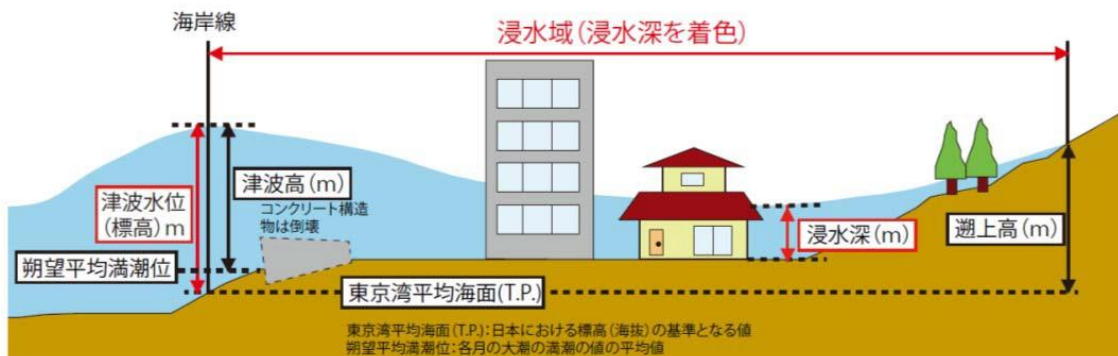 海岸線
浸水域(浸水深を着色)
津波高(m)
コンクリート構造
物は倒壊
津波水位
(標高)m
朔望平均満潮位
浸水深(m)
遡上高(m)
東京湾平均海面(T.P.)
東京湾平均海面(T.P.):日本における標高(海抜)の基準となる値
朔望平均満潮位:各月の大潮の満潮の値の平均値